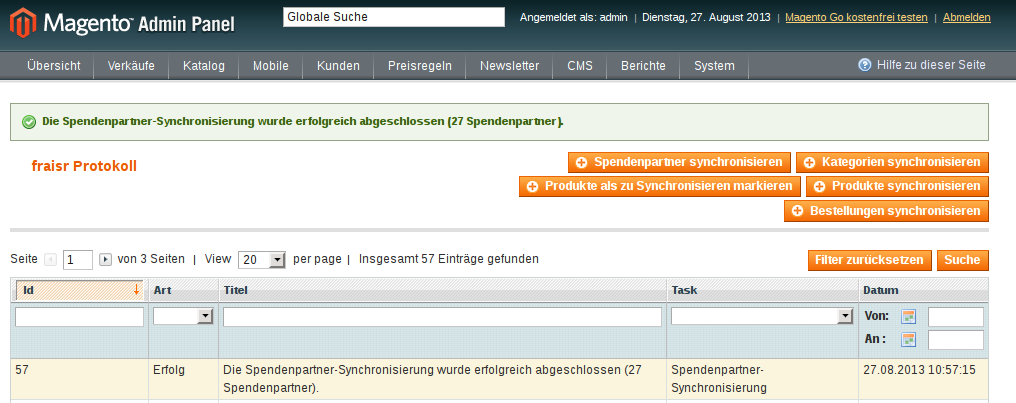 Magento Admin Panel
Globale Suche
Angemeldet als: admin | Dienstag, 27. August 2013 | Magento Go kostenfrei testen | Abmelden
Übersicht Verkäufe Katalog Mobile Kunden Preisregeln Newsletter CMS Berichte System Hilfe zu dieser Seite
Die Spendenpartner-Synchronisierung wurde erfolgreich abgeschlossen (27 Spendenpartner).
fraisr Protokoll
Spendenpartner synchronisieren Kategorien synchronisieren
Produkte als zu Synchronisieren markieren Produkte synchronisieren
Bestellungen synchronisieren
Seite 1 von 3 Seiten | View 20 per page | Insgesamt 57 Einträge gefunden
Filter zurücksetzen Suche
Id Art Titel Task Datum
Von:
An :
57 Erfolg Die Spendenpartner-Synchronisierung wurde erfolgreich abgeschlossen (27 Spendenpartner- 27.08.2013 10:57:15
Spendenpartner). Synchronisierung